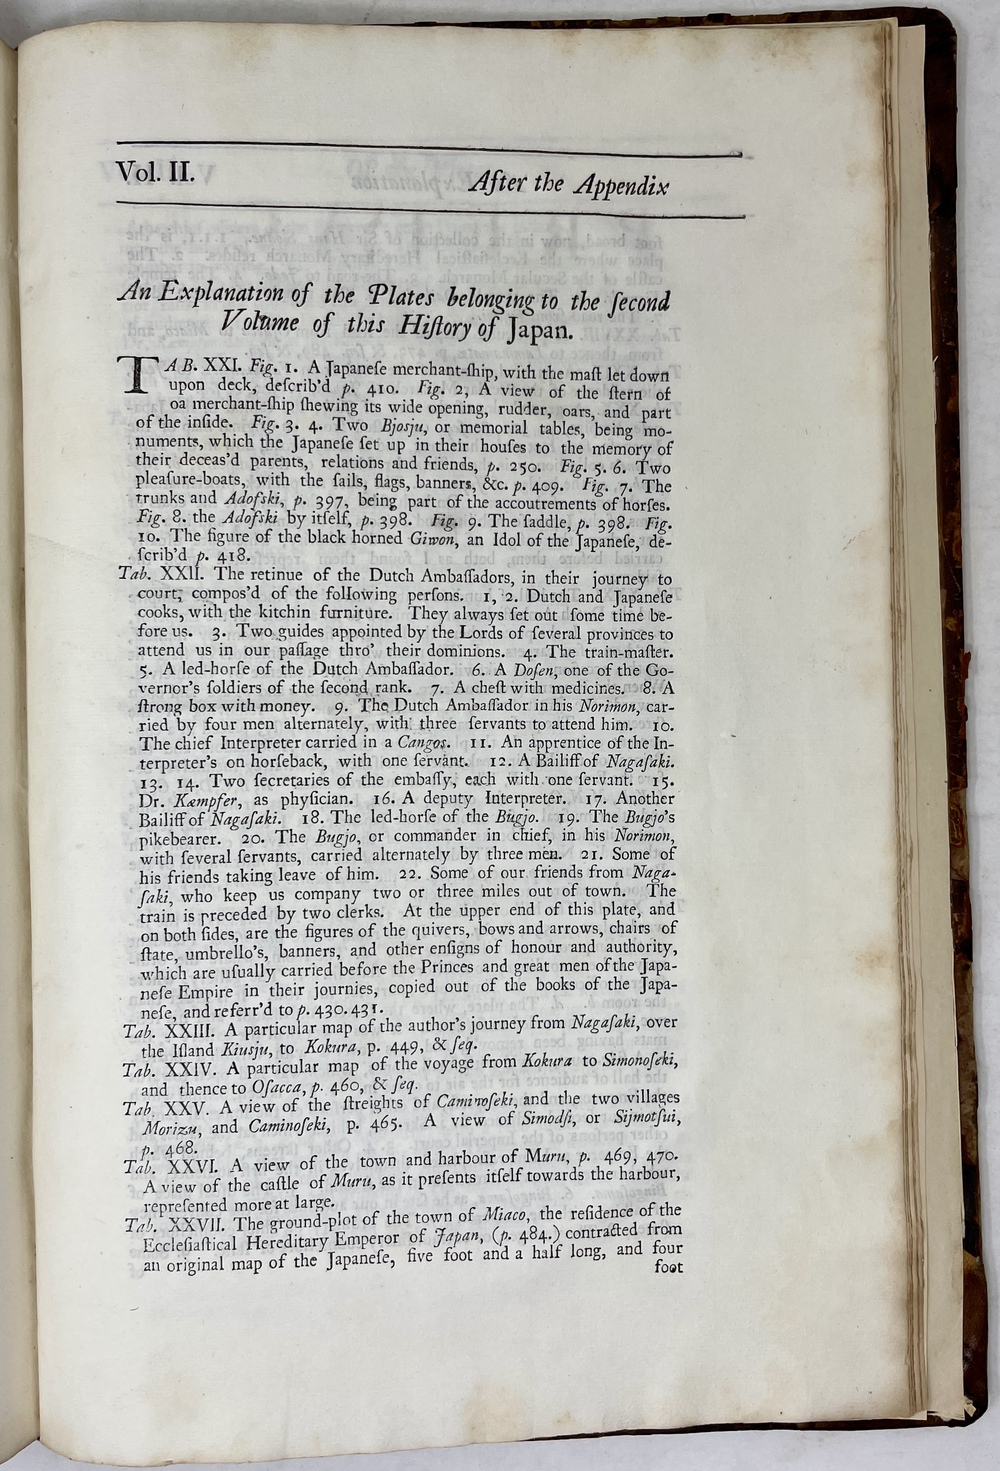 Vol. II.
After the Appendix
An Explanation of the Plates belonging to the ſecond
Volume of this Hiſtory of Japan.
TAB. XXI. Fig. 1. A Japaneſe merchant-ſhip, with the maſt let down
upon deck, deſcrib'd p. 410. Fig. 2, A view of the ſtern of
oa merchant-ſhip ſhewing its wide opening, rudder, oars, and part
of the inſide. Fig. 3. 4. Two Bjosju, or memorial tables, being mo-
numents, which the Japaneſe ſet up in their houſes to the memory of
their deceas'd parents, relations and friends, p. 250. Fig. 5. 6. Two
pleaſure-boats, with the ſails, flags, banners, &c. p. 409. Fig. 7. The
trunks and Adofski, p. 397, being part of the accoutrements of horſes.
Fig. 8. the Adofski by itſelf, p. 398. Fig. 9. The ſaddle, p. 398. Fig.
10. The figure of the black horned Giwon, an Idol of the Japaneſe, de-
ſcrib'd p. 418.
Tab. XXII. The retinue of the Dutch Ambaſſadors, in their journey to
court, compos'd of the following perſons. 1, 2. Dutch and Japaneſe
cooks, with the kitchin furniture. They always ſet out ſome time be-
fore us. 3. Two guides appointed by the Lords of ſeveral provinces to
attend us in our paſſage thro' their dominions. 4. The train-maſter.
5. A led-horſe of the Dutch Ambaſſador. 6. A Doſen, one of the Go-
vernor's ſoldiers of the ſecond rank. 7. A cheſt with medicines. 8. A
ſtrong box with money. 9. The Dutch Ambaſſador in his Norimon, car-
ried by four men alternately, with three ſervants to attend him. 10.
The chief Interpreter carried in a Cangos. 11. An apprentice of the In-
terpreter's on horſeback, with one ſervant. 12. A Bailiff of Nagaſaki.
13. 14. Two ſecretaries of the embaſſy, each with one ſervant. 15.
Dr. Kæmpfer, as phyſician. 16. A deputy Interpreter. 17. Another
Bailiff of Nagaſaki. 18. The led-horſe of the Bugjo. 19. The Bugjo's
pikebearer. 20. The Bugjo, or commander in chief, in his Norimon,
with ſeveral ſervants, carried alternately by three men. 21. Some of
his friends taking leave of him. 22. Some of our friends from Naga-
ſaki, who keep us company two or three miles out of town. The
train is preceded by two clerks. At the upper end of this plate, and
on both ſides, are the figures of the quivers, bows and arrows, chairs of
ſtate, umbrello's, banners, and other enſigns of honour and authority,
which are uſually carried before the Princes and great men of the Japa-
neſe Empire in their journies, copied out of the books of the Japa-
neſe, and referr'd to p. 430. 431.
Tab. XXIII. A particular map of the author's journey from Nagaſaki, over
the Iſland Kiusju, to Kokura, p. 449, & ſeq.
Tab. XXIV. A particular map of the voyage from Kokura to Simonoſeki,
and thence to Oſacca, p. 460, & ſeq.
Tab. XXV. A view of the ſtreights of Caminoſeki, and the two villages
Morizu, and Caminoſeki, p. 465. A view of Simodſi, or Sijmotſui,
p. 468.
Tab. XXVI. A view of the town and harbour of Muru, p. 469, 470.
A view of the caſtle of Muru, as it preſents itſelf towards the harbour,
repreſented more at large.
Tab. XXVII. The ground-plot of the town of Miaco, the reſidence of the
Eccleſiaſtical Hereditary Emperor of Japan, (p. 484.) contracted from
an original map of the Japaneſe, five foot and a half long, and four
foot